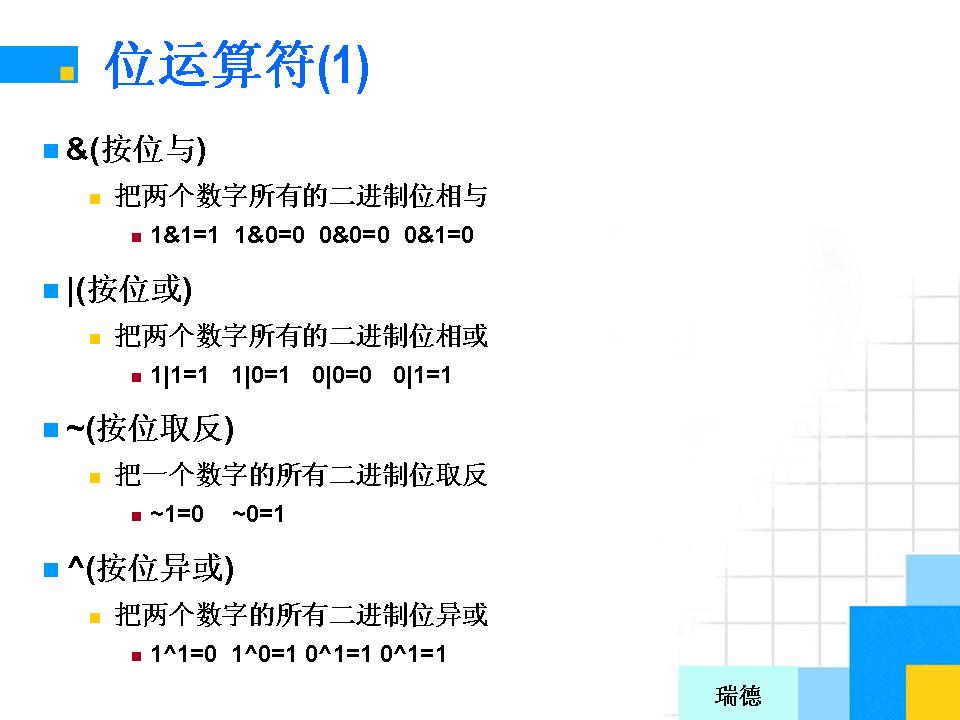 位运算符(1)
&(按位与)
把两个数字所有的二进制位相与
1&1=1 1&0=0 0&0=0 0&1=0
|(按位或)
把两个数字所有的二进制位相或
1|1=1 1|0=1 0|0=0 0|1=1
~(按位取反)
把一个数字的所有二进制位取反
~1=0 ~0=1
^(按位异或)
把两个数字的所有二进制位异或
1^1=0 1^0=1 0^1=1 0^1=1
瑞德